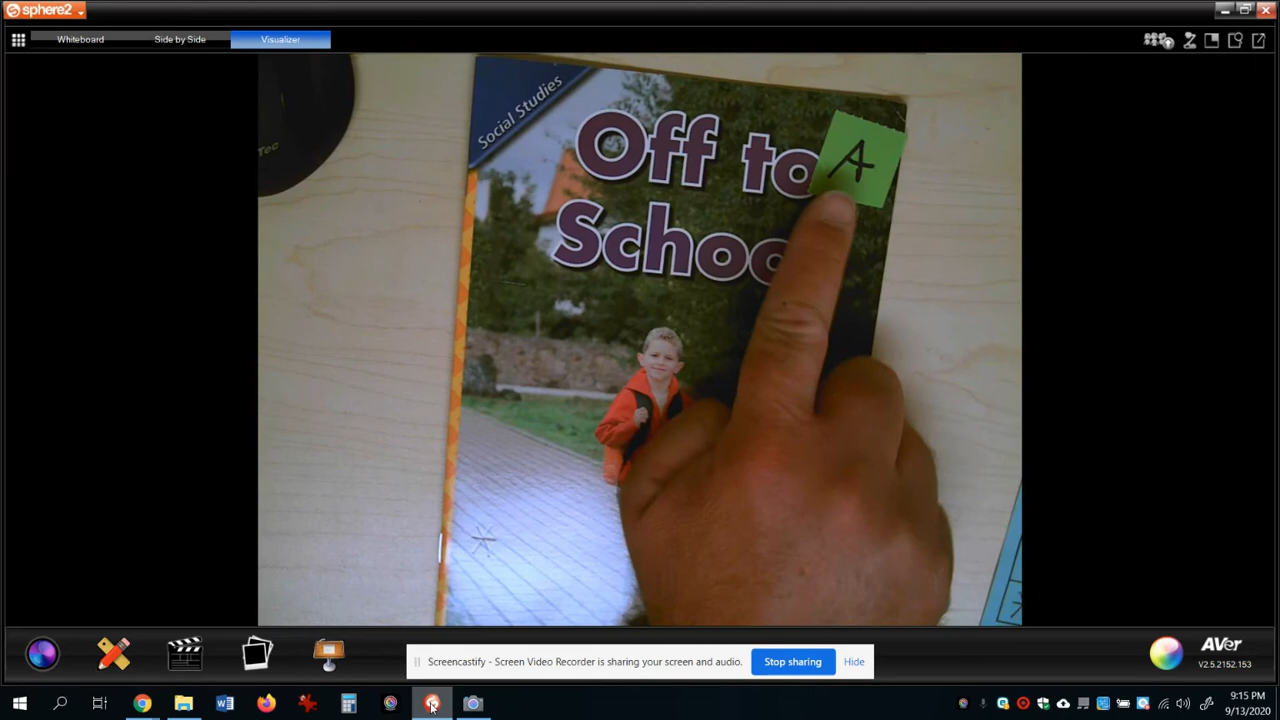 sphere2
Whiteboard
Side by Side
Visualizer
Tec
Social Studies
Off to
A
Schoo
Screencastify - Screen Video Recorder is sharing your screen and audio.
Stop sharing
Hide
AVer
V2.5.2152.153
9:15 PM
9/13/2020